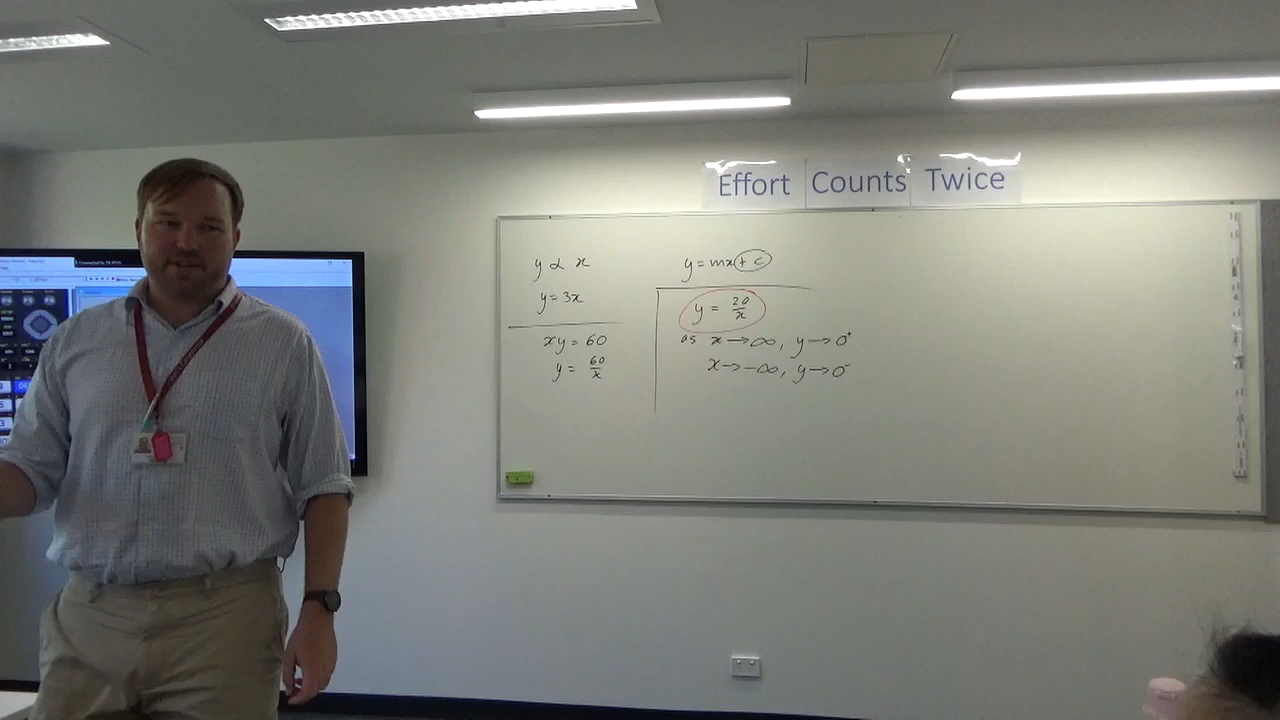 Effort Counts Twice
y ∝ x
y = 3x
xy = 60
y = 60/x
y = mx + c
y = 20/x
as x → ∞, y → 0⁺
x → -∞, y → 0⁻